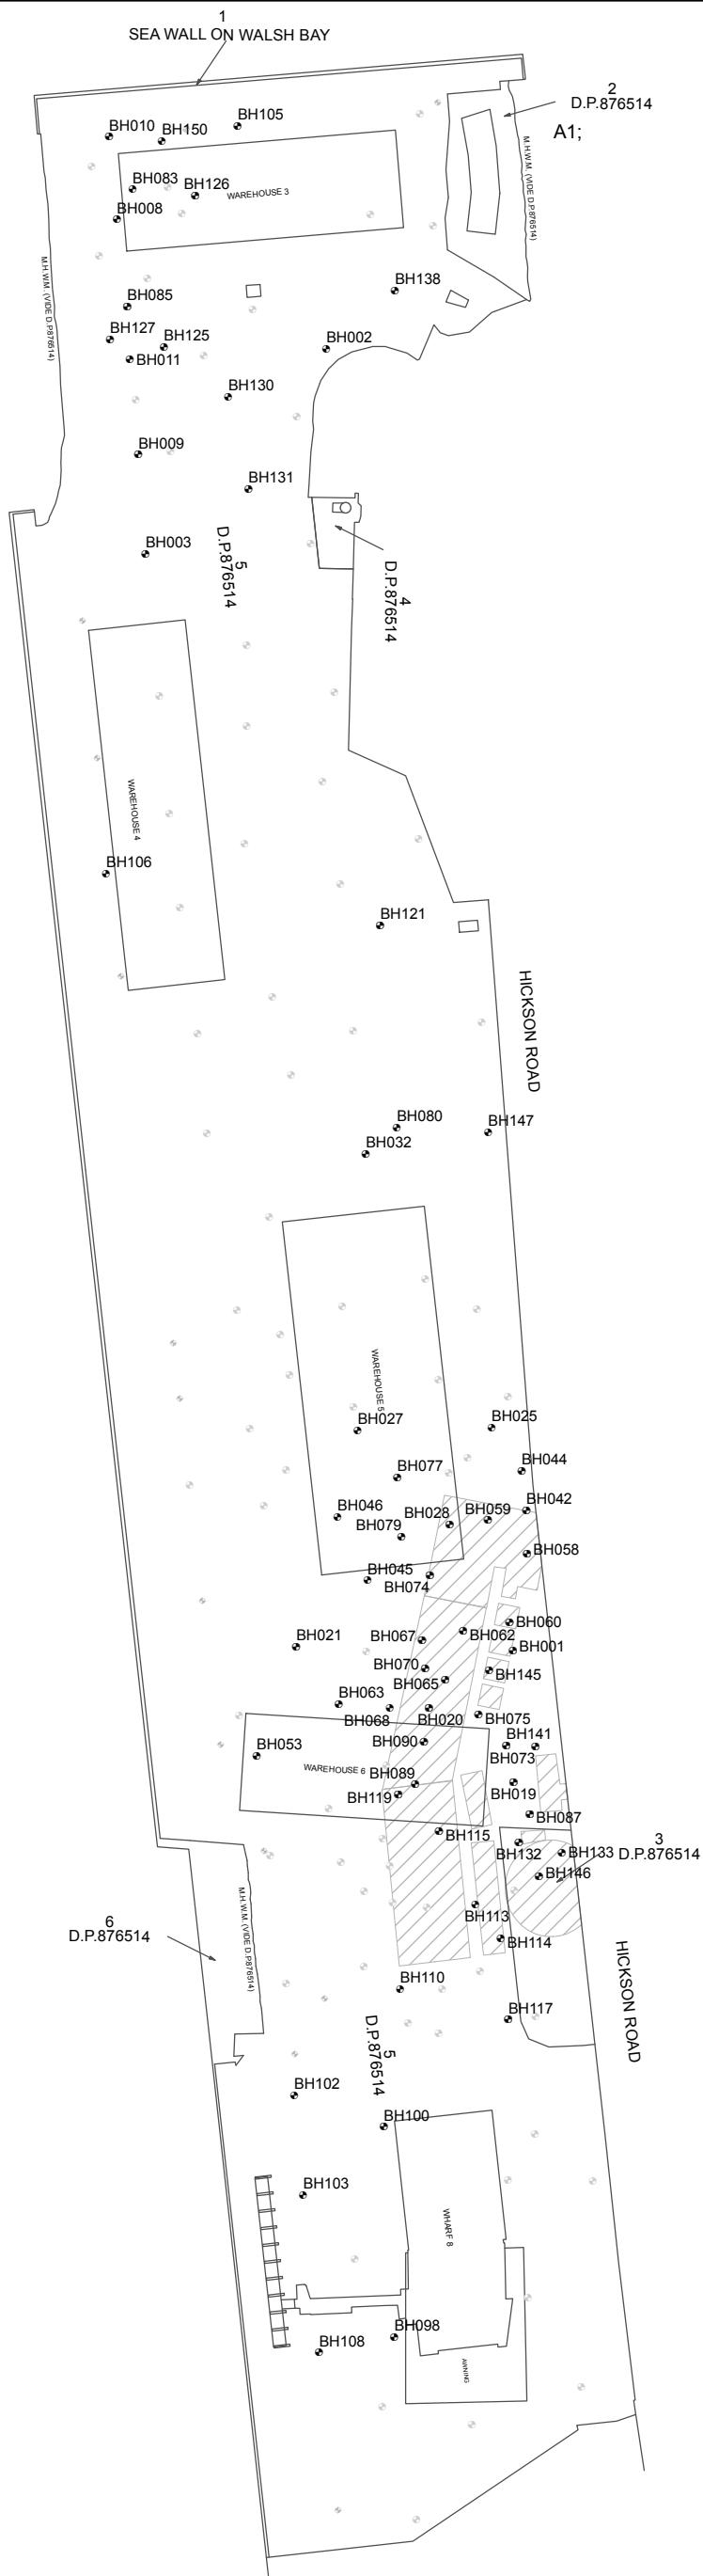 1
SEA WALL ON WALSH BAY
2
D.P.876514
A1;
BH105
BH010
BH150
M.H.W.M. (VIDE D.P.876514)
BH083
BH126
WAREHOUSE 3
BH008
M.H.W.M. (VIDE D.P.876514)
BH138
BH085
BH127
BH125
BH002
BH011
BH130
BH009
BH131
BH003
5
D.P.876514
4
D.P.876514
WAREHOUSE 4
BH106
BH121
HICKSON ROAD
BH080
BH147
BH032
WAREHOUSE 5
BH027
BH025
BH077
BH044
BH046
BH028
BH059
BH042
BH079
BH058
BH045
BH074
BH060
BH021
BH067
BH062
BH001
BH070
BH145
BH065
BH063
BH068
BH020
BH075
BH053
BH090
BH141
WAREHOUSE 6
BH073
BH089
BH019
BH119
BH087
BH115
BH132
BH133
3
D.P.876514
BH146
M.H.W.M. (VIDE D.P.876514)
6
D.P.876514
BH113
BH114
HICKSON ROAD
BH110
BH117
5
D.P.876514
BH102
BH100
BH103
WHARF 8
BH098
BH108
AWNING